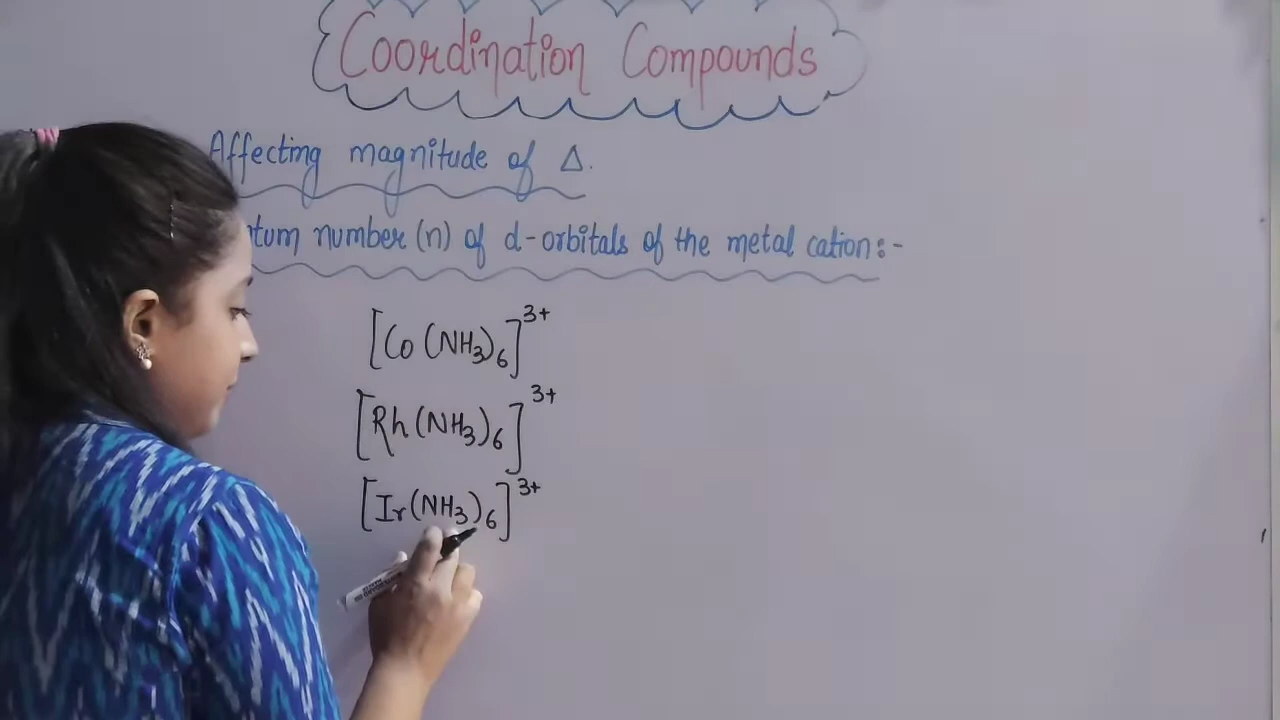 Coordination Compounds
Affecting magnitude of Δ.
number (n) of d-orbitals of the metal cation:-
[Co (NH3)6]3+
[Rh (NH3)6]3+
[Ir (NH3)6]3+